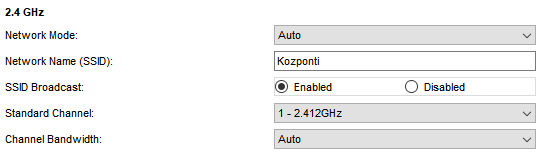 2.4 GHz
Network Mode: Auto
Network Name (SSID): Kozponti
SSID Broadcast: Enabled Disabled
Standard Channel: 1 - 2.412GHz
Channel Bandwidth: Auto